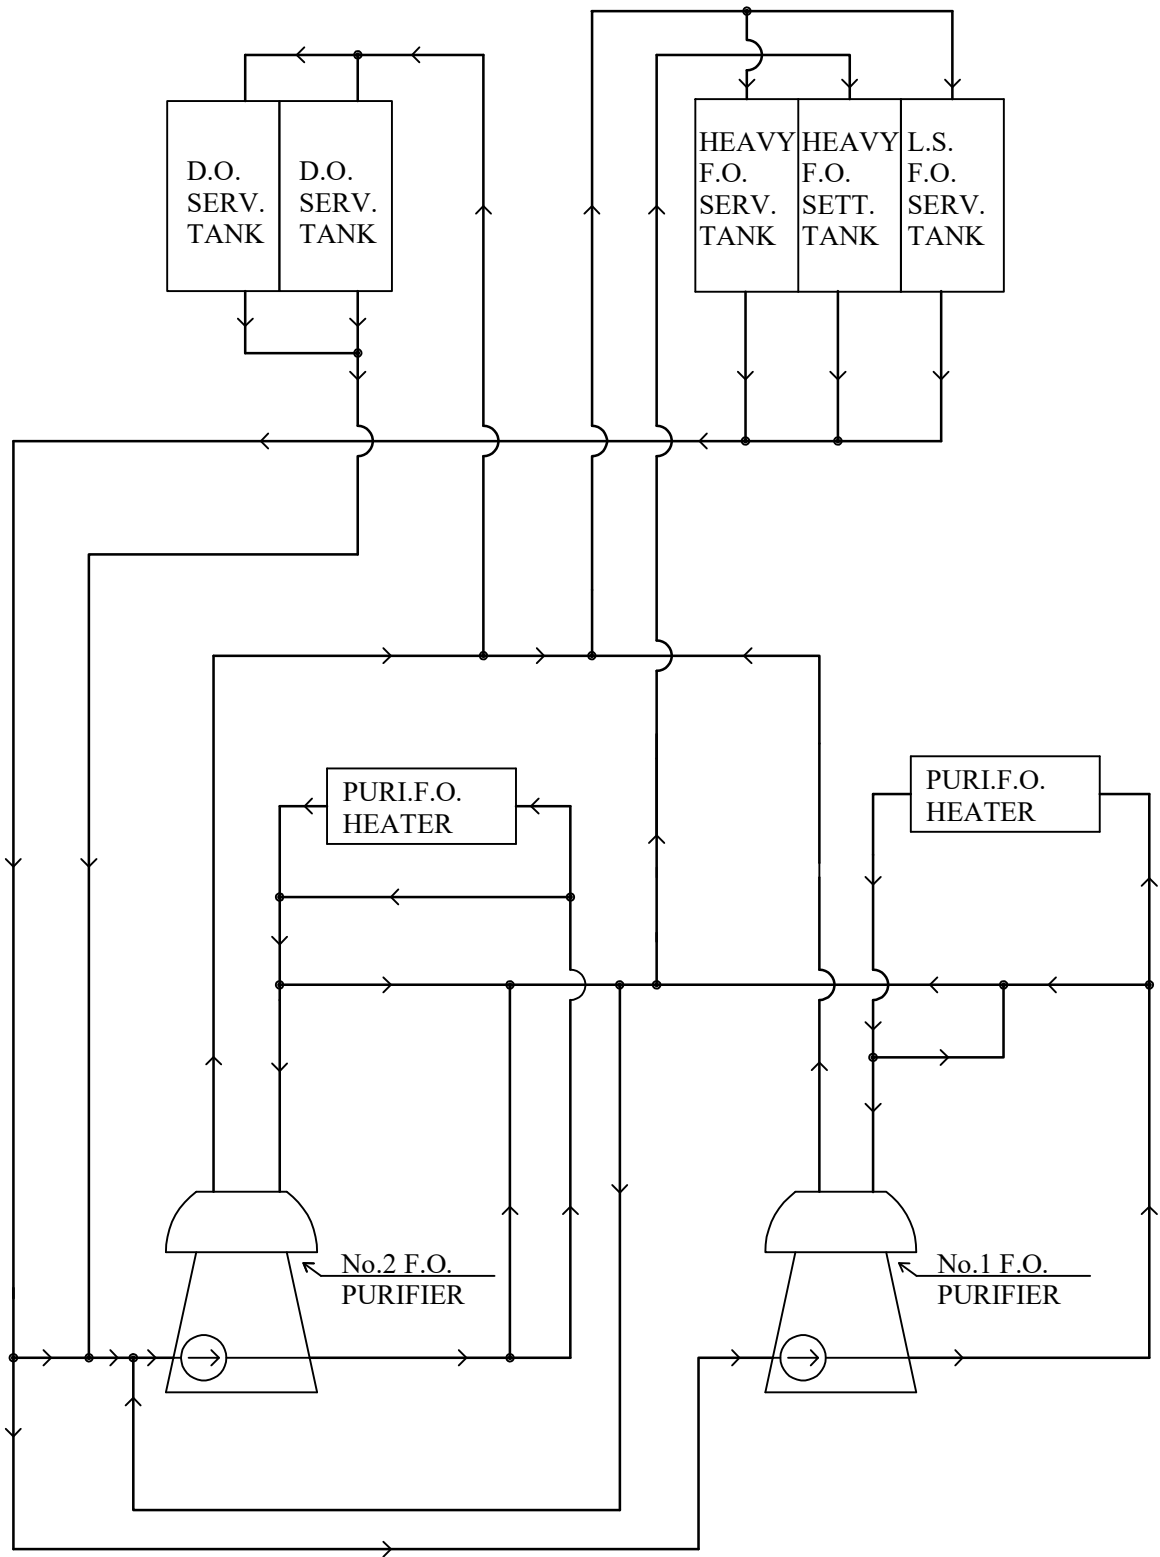 D.O.
SERV.
TANK
D.O.
SERV.
TANK
HEAVY
F.O.
SERV.
TANK
HEAVY
F.O.
SETT.
TANK
L.S.
F.O.
SERV.
TANK
PURI.F.O.
HEATER
PURI.F.O.
HEATER
No.2 F.O.
PURIFIER
No.1 F.O.
PURIFIER